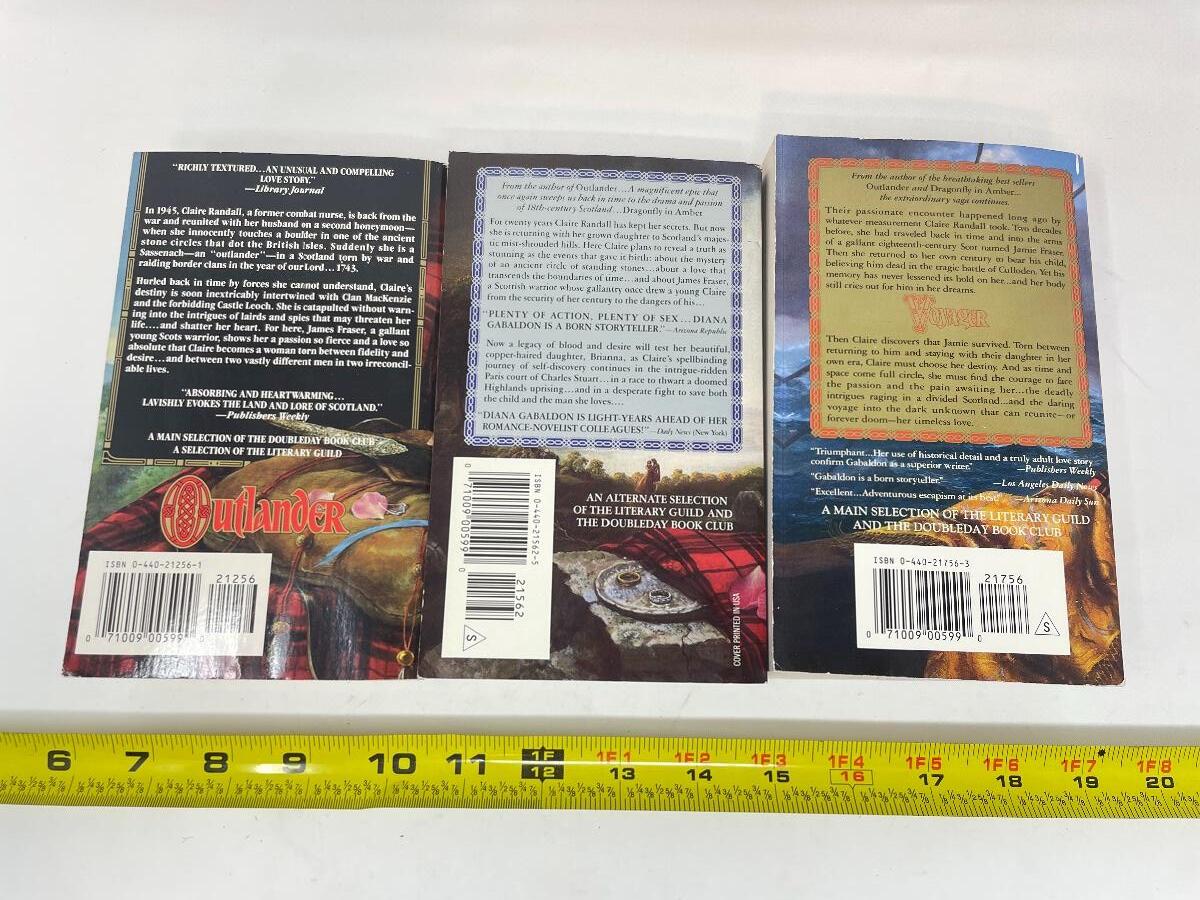 "RICHLY TEXTURED...AN UNUSUAL AND COMPELLING
LOVE STORY."
—Library Journal
In 1945, Claire Randall, a former combat nurse, is back from the
war and reunited with her husband on a second honeymoon—
when she innocently touches a boulder in one of the ancient
stone circles that dot the British Isles. Suddenly she is a
Sassenach—an "outlander"—in a Scotland torn by war and
raiding border clans in the year of our Lord...1743.
Hurled back in time by forces she cannot understand, Claire's
destiny is soon inextricably intertwined with Clan MacKenzie
and the forbidding Castle Leoch. She is catapulted without warn-
ing into the intrigues of lairds and spies that may threaten her
life....and shatter her heart. For here, James Fraser, a gallant
young Scots warrior, shows her a passion so fierce and a love so
absolute that Claire becomes a woman torn between fidelity and
desire...and between two vastly different men in two irreconcil-
able lives.
"ABSORBING AND HEARTWARMING...
LAVISHLY EVOKES THE LAND AND LORE OF SCOTLAND."
—Publishers Weekly
A MAIN SELECTION OF THE DOUBLEDAY BOOK CLUB
A SELECTION OF THE LITERARY GUILD
Outlander
ISBN 0-440-21256-1
21256
0 71009 00599 0
From the author of Outlander...A magnificent epic that
once again sweeps us back in time to the drama and passion
of 18th-century Scotland...Dragonfly in Amber
For twenty years Claire Randall has kept her secrets. But now
she is returning with her grown daughter to Scotland's majes-
tic mist-shrouded hills. Here Claire plans to reveal a truth as
stunning as the events that gave it birth: about the mystery
of an ancient circle of standing stones...about a love that
transcends the boundaries of time...and about James Fraser,
a Scottish warrior whose gallantry once drew a young Claire
from the security of her century to the dangers of his....
"PLENTY OF ACTION, PLENTY OF SEX...DIANA
GABALDON IS A BORN STORYTELLER."—Arizona Republic
Now a legacy of blood and desire will test her beautiful
copper-haired daughter, Brianna, as Claire's spellbinding
journey of self-discovery continues in the intrigue-ridden
Paris court of Charles Stuart...in a race to thwart a doomed
Highlands uprising...and in a desperate fight to save both
the child and the man she loves....
"DIANA GABALDON IS LIGHT-YEARS AHEAD OF HER
ROMANCE-NOVELIST COLLEAGUES!"—Daily News (New York)
AN ALTERNATE SELECTION
OF THE LITERARY GUILD AND
THE DOUBLEDAY BOOK CLUB
ISBN 0-440-21562-5
21562
0 71009 00599 0
S
COVER PRINTED IN USA
From the author of the breathtaking best sellers
Outlander and Dragonfly in Amber...
the extraordinary saga continues.
Their passionate encounter happened long ago by
whatever measurement Claire Randall took. Two decades
before, she had traveled back in time and into the arms
of a gallant eighteenth-century Scot named Jamie Fraser.
Then she returned to her own century to bear his child,
believing him dead in the tragic battle of Culloden. Yet his
memory has never lessened its hold on her...and her body
still cries out for him in her dreams.
Voyager
Then Claire discovers that Jamie survived. Torn between
returning to him and staying with their daughter in her
own era, Claire must choose her destiny. And as time and
space come full circle, she must find the courage to face
the passion and the pain awaiting her...the deadly
intrigues raging in a divided Scotland...and the daring
voyage into the dark unknown that can reunite—or
forever doom—her timeless love.
"Triumphant...Her use of historical detail and a truly adult love story
confirm Gabaldon as a superior writer." —Publishers Weekly
"Gabaldon is a born storyteller." —Los Angeles Daily News
"Excellent...Adventurous escapism at its best!" —Arizona Daily Sun
A MAIN SELECTION OF THE LITERARY GUILD
AND THE DOUBLEDAY BOOK CLUB
ISBN 0-440-21756-3
21756
0 71009 00599 0
S
6 7 8 9 10 11 1F 1F1 1F2 1F3 1F4 1F5 1F6 1F7 1F8
12 13 14 15 16 17 18 19 20